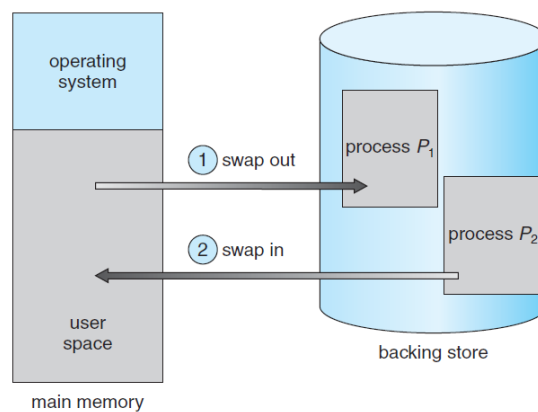 operating
system
process P1
1 swap out
process P2
2 swap in
user
space
backing store
main memory